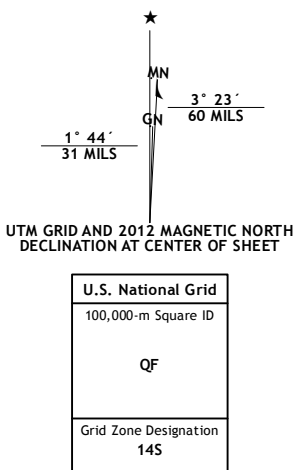 ★
MN
3° 23´
60 MILS
GN
1° 44´
31 MILS
UTM GRID AND 2012 MAGNETIC NORTH
DECLINATION AT CENTER OF SHEET
U.S. National Grid
100,000-m Square ID
QF
Grid Zone Designation
14S